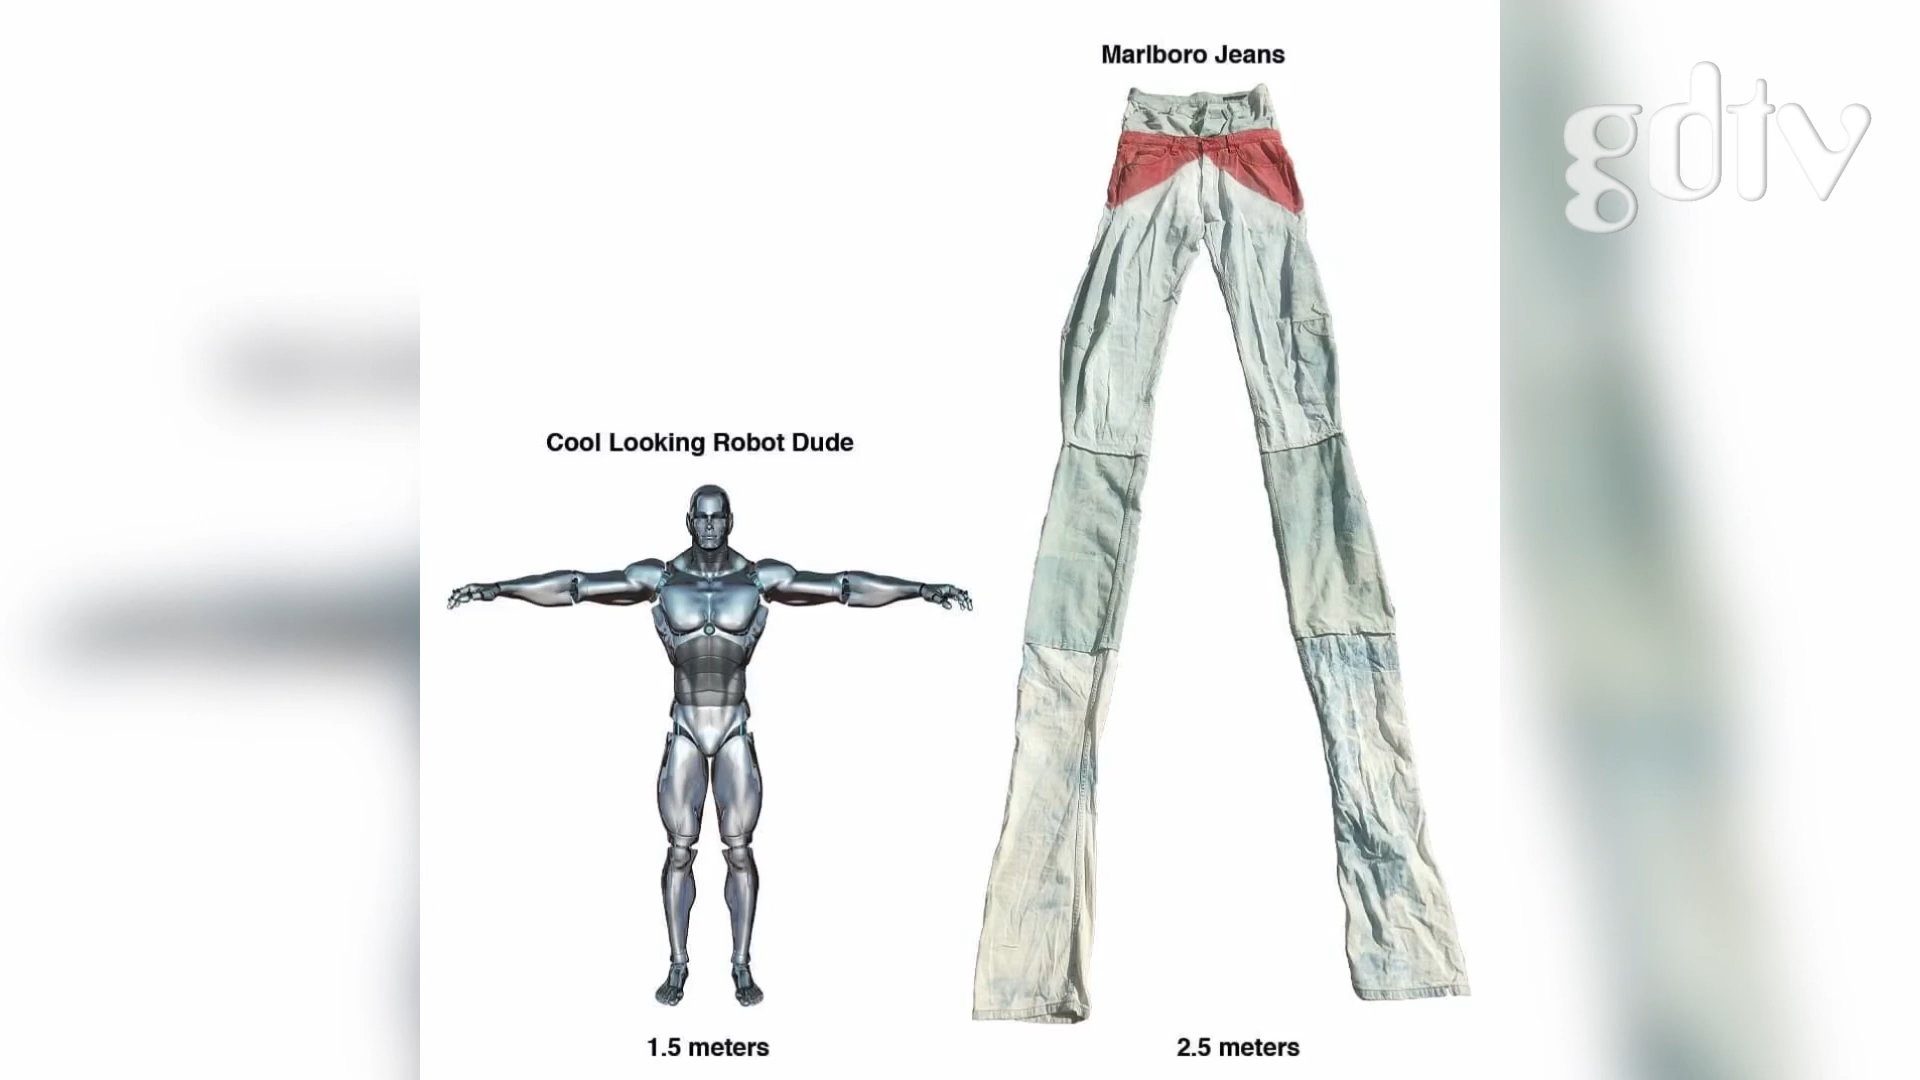 Marlboro Jeans
gdtv
Cool Looking Robot Dude
1.5 meters
2.5 meters